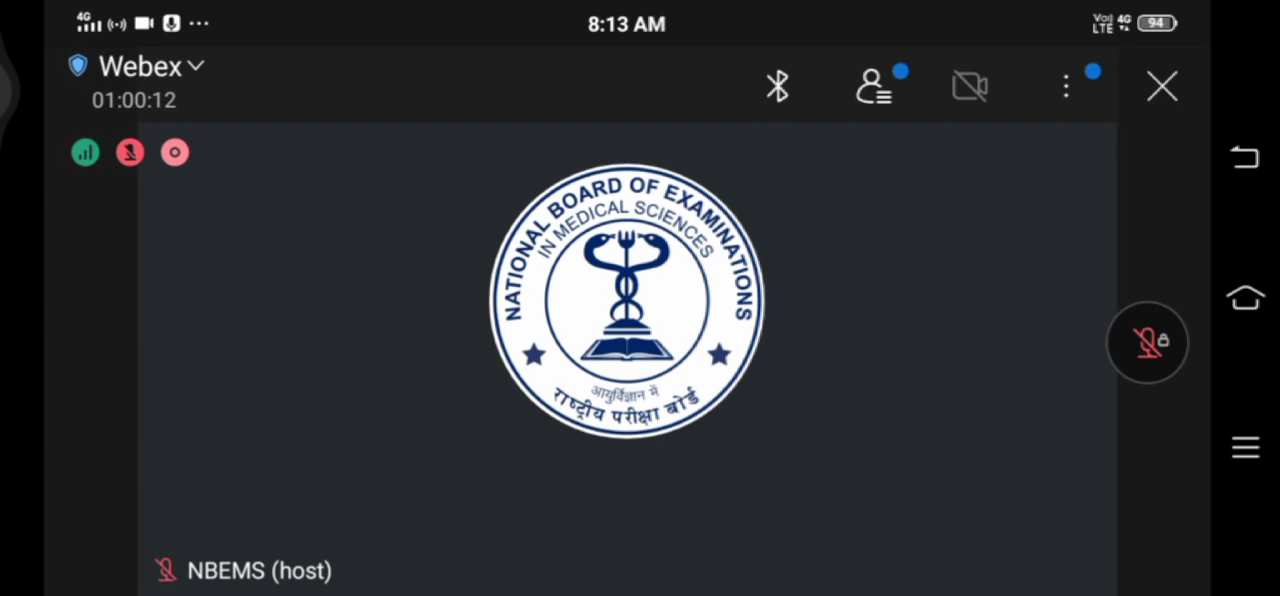 4G
8:13 AM
Vo) LTE 4G 94
Webex
01:00:12
NATIONAL BOARD OF EXAMINATIONS
IN MEDICAL SCIENCES
आयुर्विज्ञान में
राष्ट्रीय परीक्षा बोर्ड
NBEMS (host)